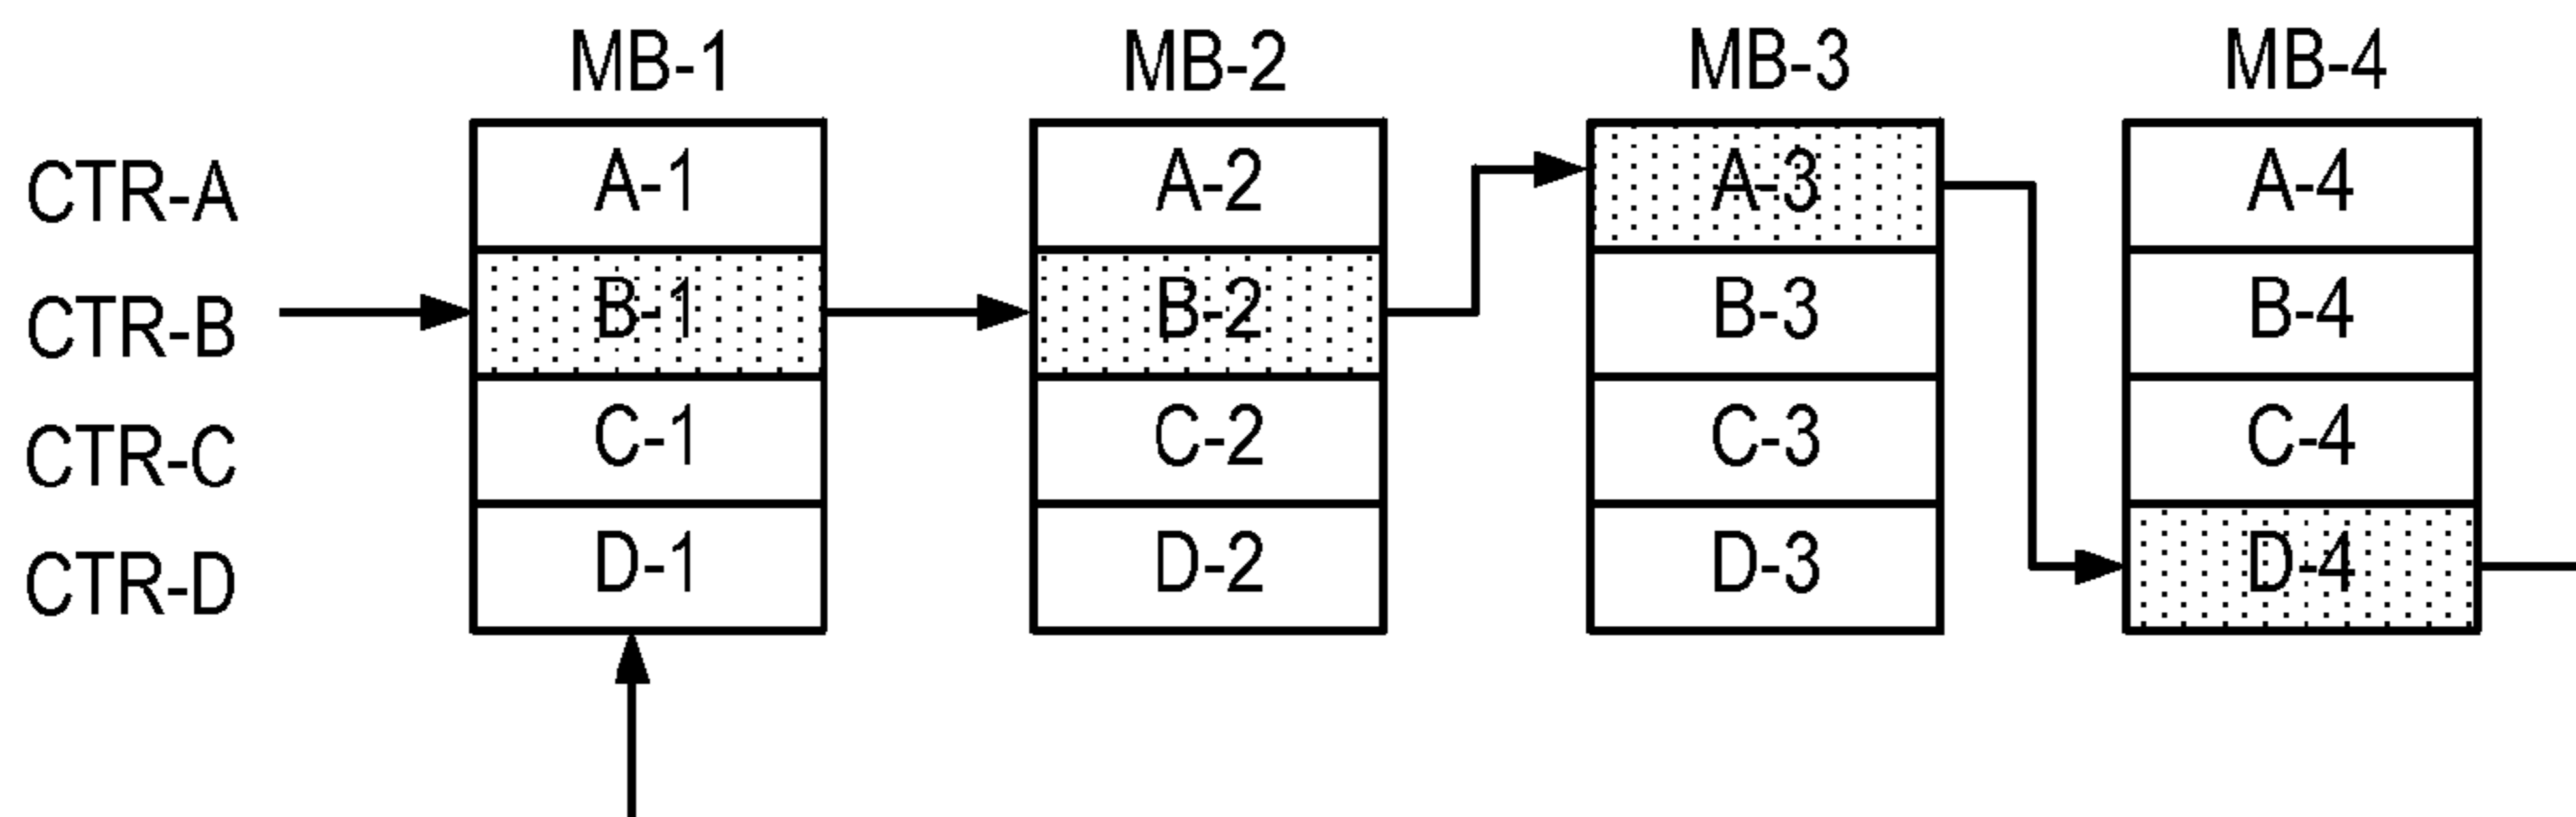 MB-1 MB-2 MB-3 MB-4
CTR-A A-1 A-2 A-3 A-4
CTR-B B-1 B-2 B-3 B-4
CTR-C C-1 C-2 C-3 C-4
CTR-D D-1 D-2 D-3 D-4